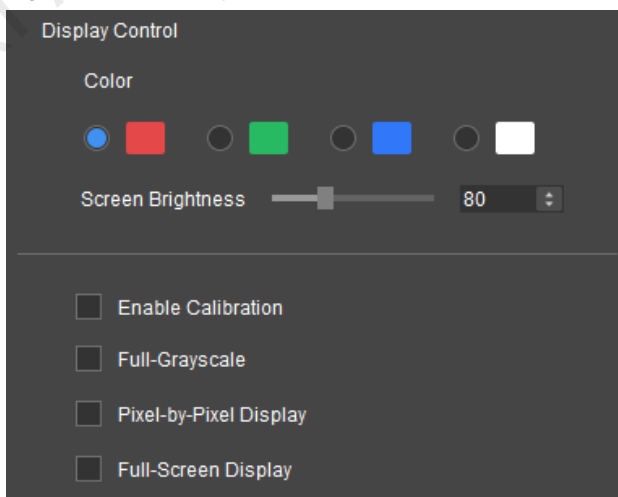 Display Control
Color
Screen Brightness 80
Enable Calibration
Full-Grayscale
Pixel-by-Pixel Display
Full-Screen Display